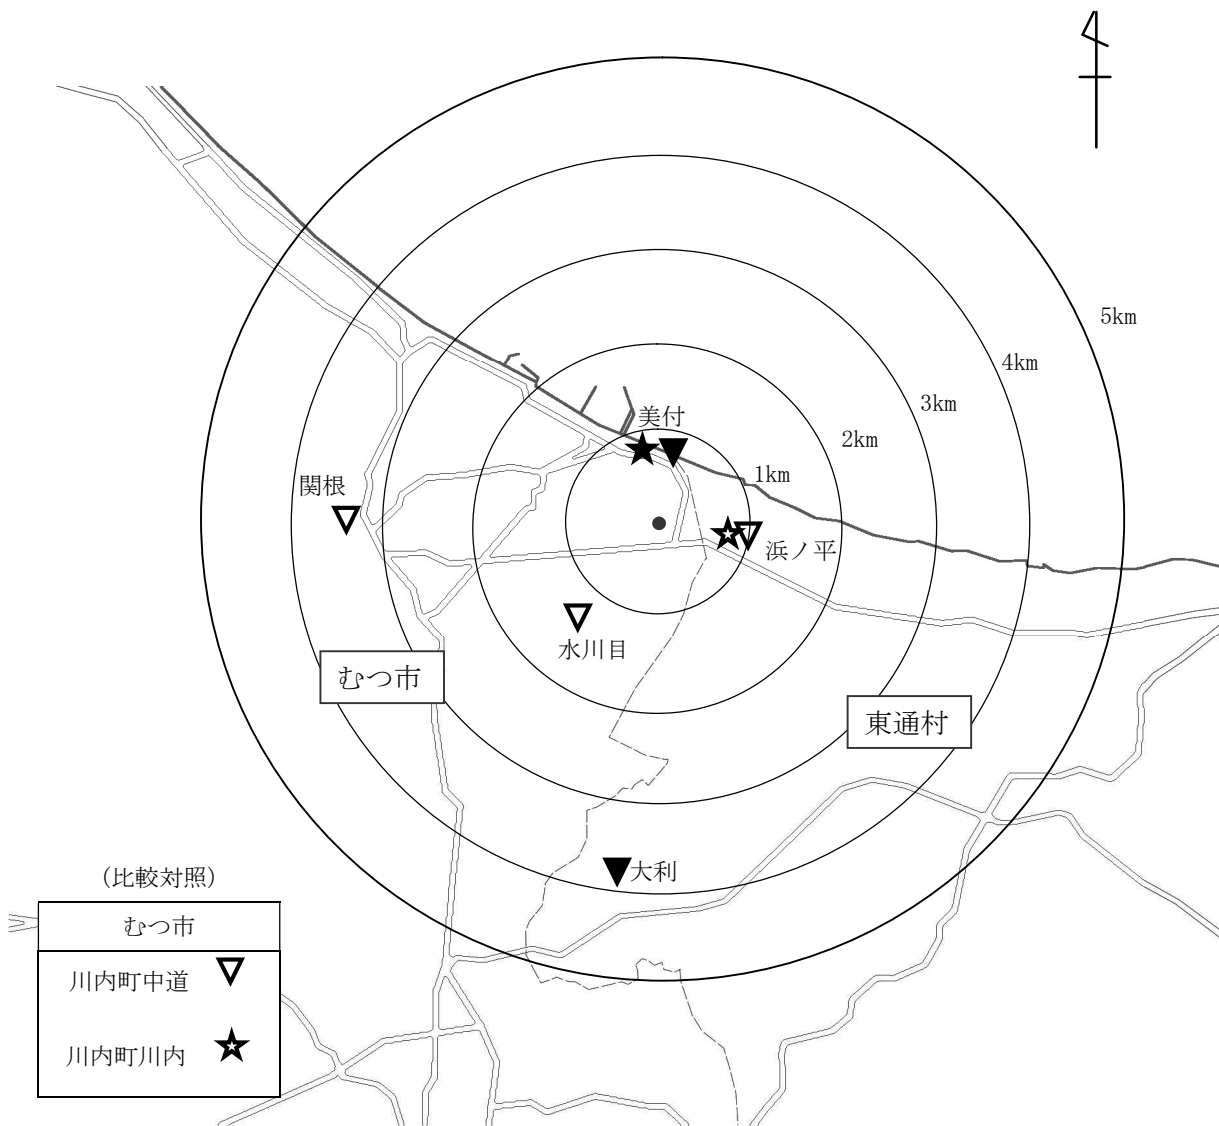 5km
4km
3km
2km
1km
美付
関根
浜ノ平
水川目
むつ市
東通村
大利
(比較対照)
むつ市
川内町中道
川内町川内